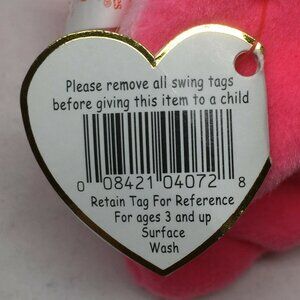 Please remove all swing tags
before giving this item to a child
0 08421 04072 8
Retain Tag For Reference
For ages 3 and up
Surface
Wash